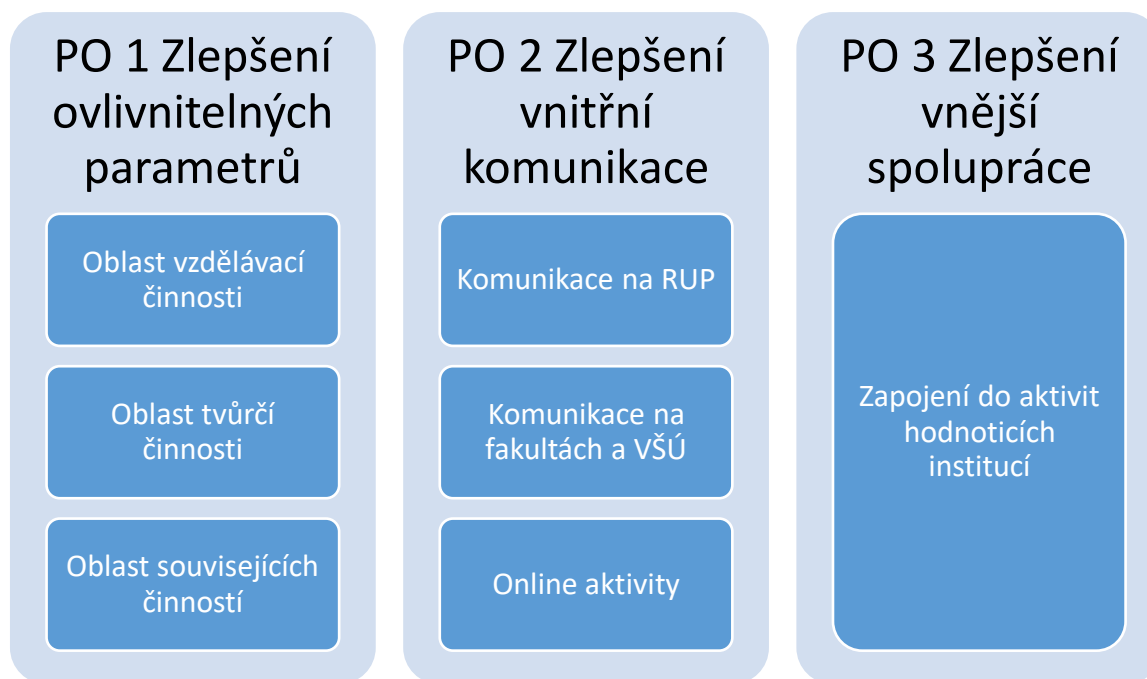 PO 1 Zlepšení
ovlivnitelných
parametrů
Oblast vzdělávací
činnosti
Oblast tvůrčí
činnosti
Oblast souvisejících
činností
PO 2 Zlepšení
vnitřní
komunikace
Komunikace na RUP
Komunikace na
fakultách a VŠÚ
Online aktivity
PO 3 Zlepšení
vnější
spolupráce
Zapojení do aktivit
hodnoticích
institucí